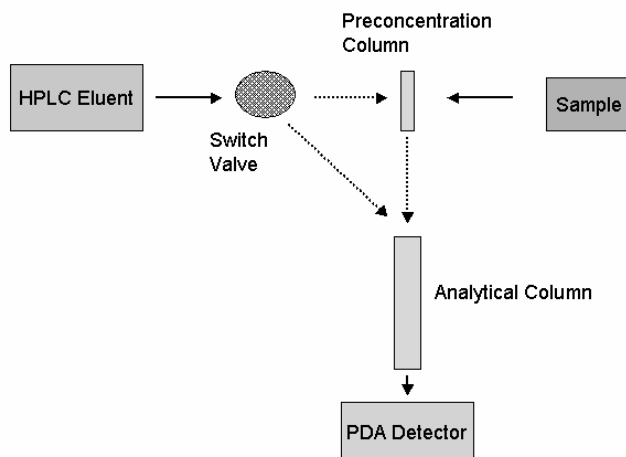 Preconcentration
Column
HPLC Eluent
Sample
Switch
Valve
Analytical Column
PDA Detector